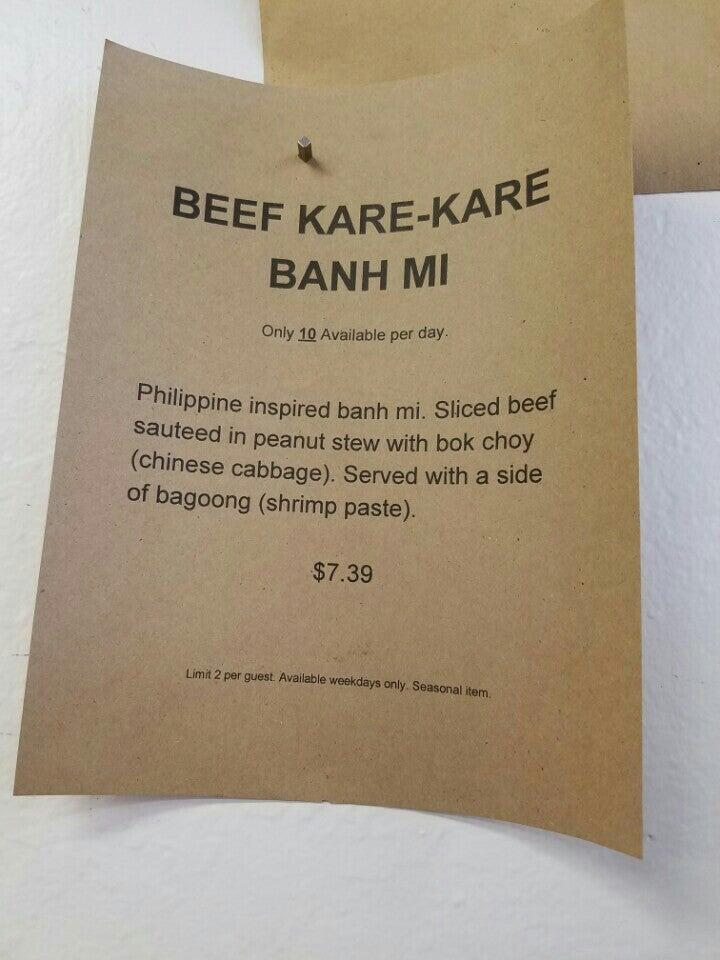 BEEF KARE-KARE
BANH MI
Only 10 Available per day.
Philippine inspired banh mi. Sliced beef
sauteed in peanut stew with bok choy
(chinese cabbage). Served with a side
of bagoong (shrimp paste).
$7.39
Limit 2 per guest. Available weekdays only. Seasonal item.